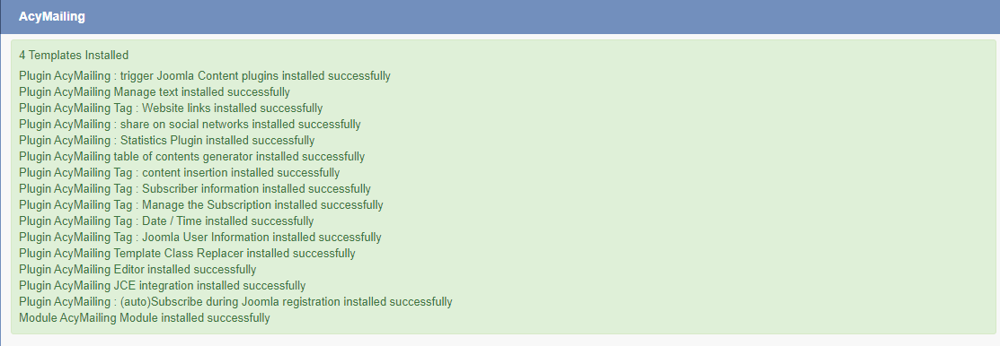 AcyMailing
4 Templates Installed
Plugin AcyMailing : trigger Joomla Content plugins installed successfully
Plugin AcyMailing Manage text installed successfully
Plugin AcyMailing Tag : Website links installed successfully
Plugin AcyMailing : share on social networks installed successfully
Plugin AcyMailing : Statistics Plugin installed successfully
Plugin AcyMailing table of contents generator installed successfully
Plugin AcyMailing Tag : content insertion installed successfully
Plugin AcyMailing Tag : Subscriber information installed successfully
Plugin AcyMailing Tag : Manage the Subscription installed successfully
Plugin AcyMailing Tag : Date / Time installed successfully
Plugin AcyMailing Tag : Joomla User Information installed successfully
Plugin AcyMailing Template Class Replacer installed successfully
Plugin AcyMailing Editor installed successfully
Plugin AcyMailing JCE integration installed successfully
Plugin AcyMailing : (auto)Subscribe during Joomla registration installed successfully
Module AcyMailing Module installed successfully